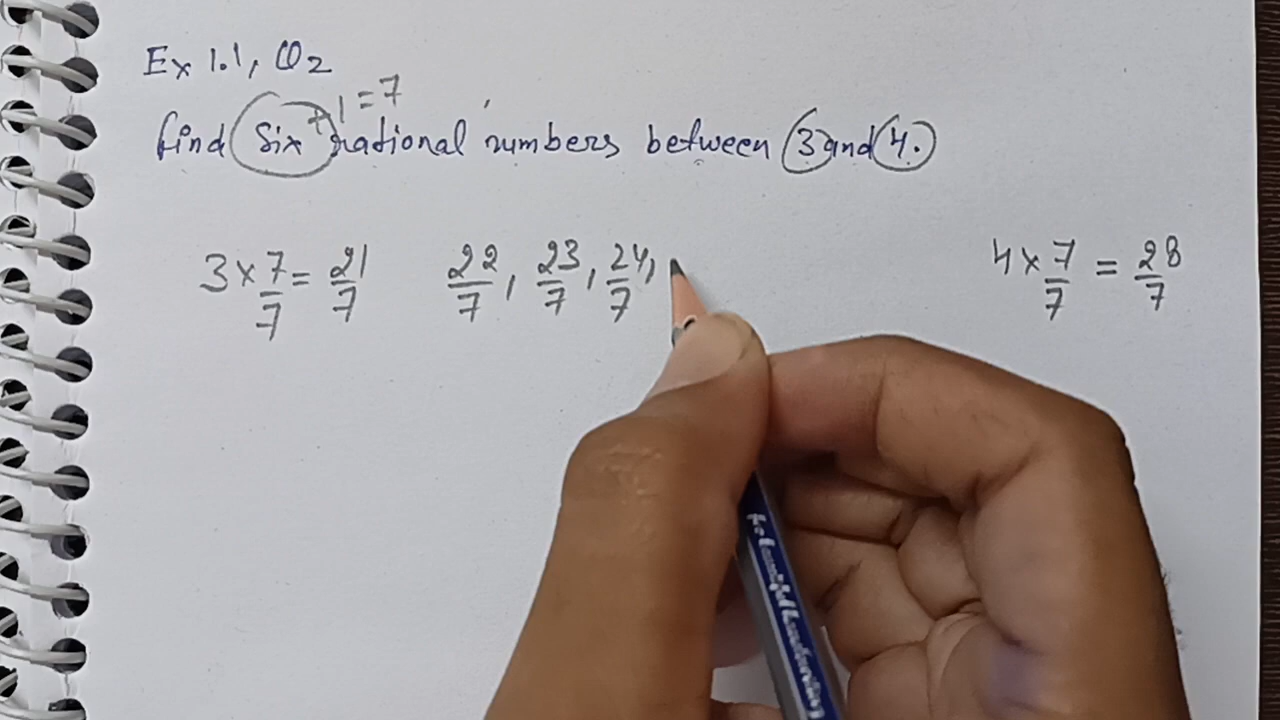 Ex 1.1, Q2
+1 = 7
Find six rational numbers between 3 and 4.
3 × 7/7 = 21/7 22/7, 23/7, 24/7, 4 × 7/7 = 28/7